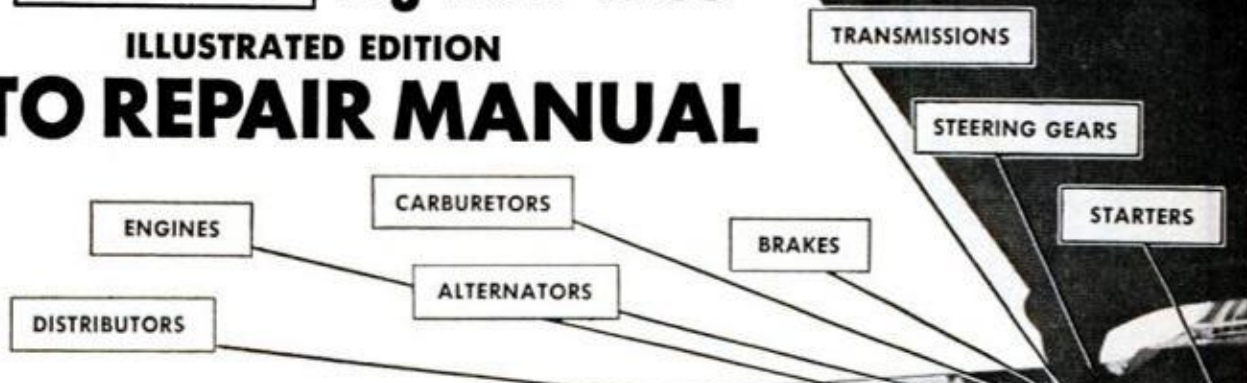 ILLUSTRATED EDITION
TO REPAIR MANUAL
TRANSMISSIONS
STEERING GEARS
CARBURETORS
STARTERS
ENGINES
BRAKES
ALTERNATORS
DISTRIBUTORS